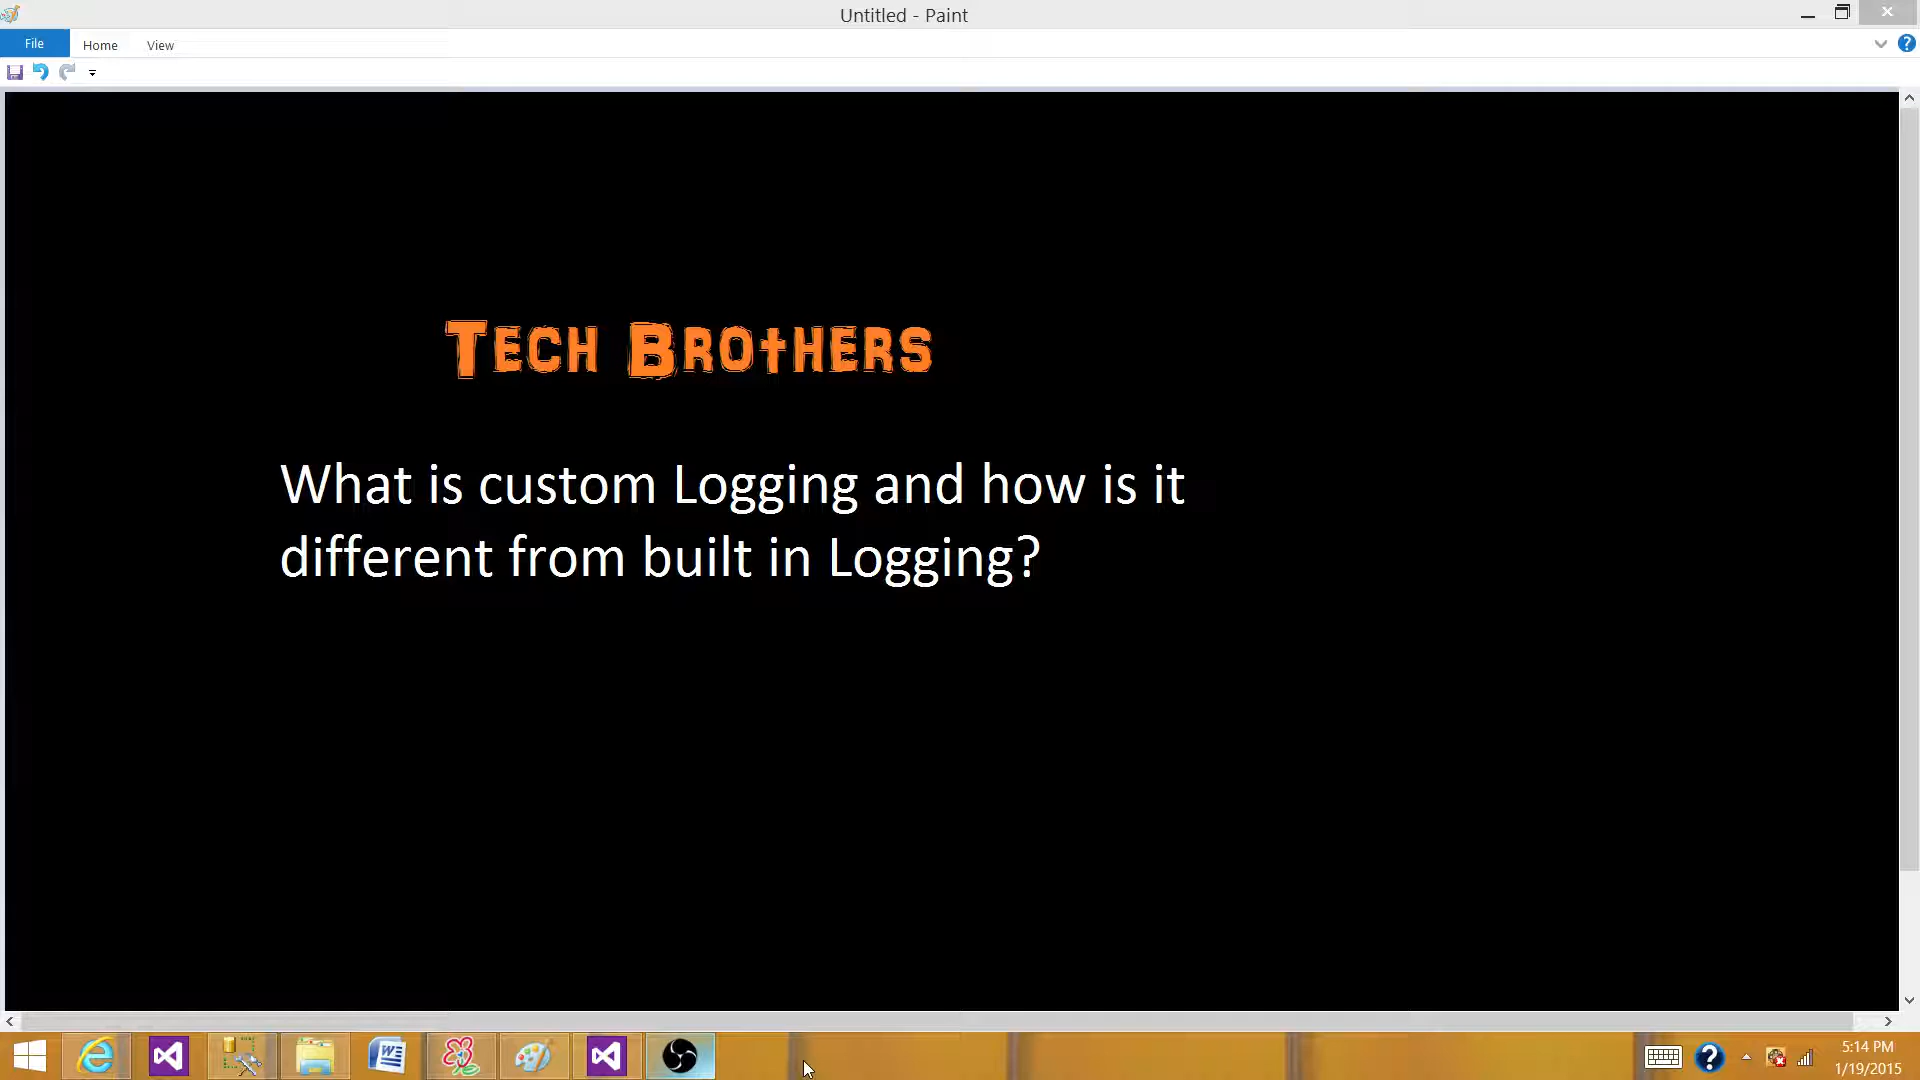 Untitled - Paint
File Home View
Tech Brothers
What is custom Logging and how is it
different from built in Logging?
5:14 PM
1/19/2015